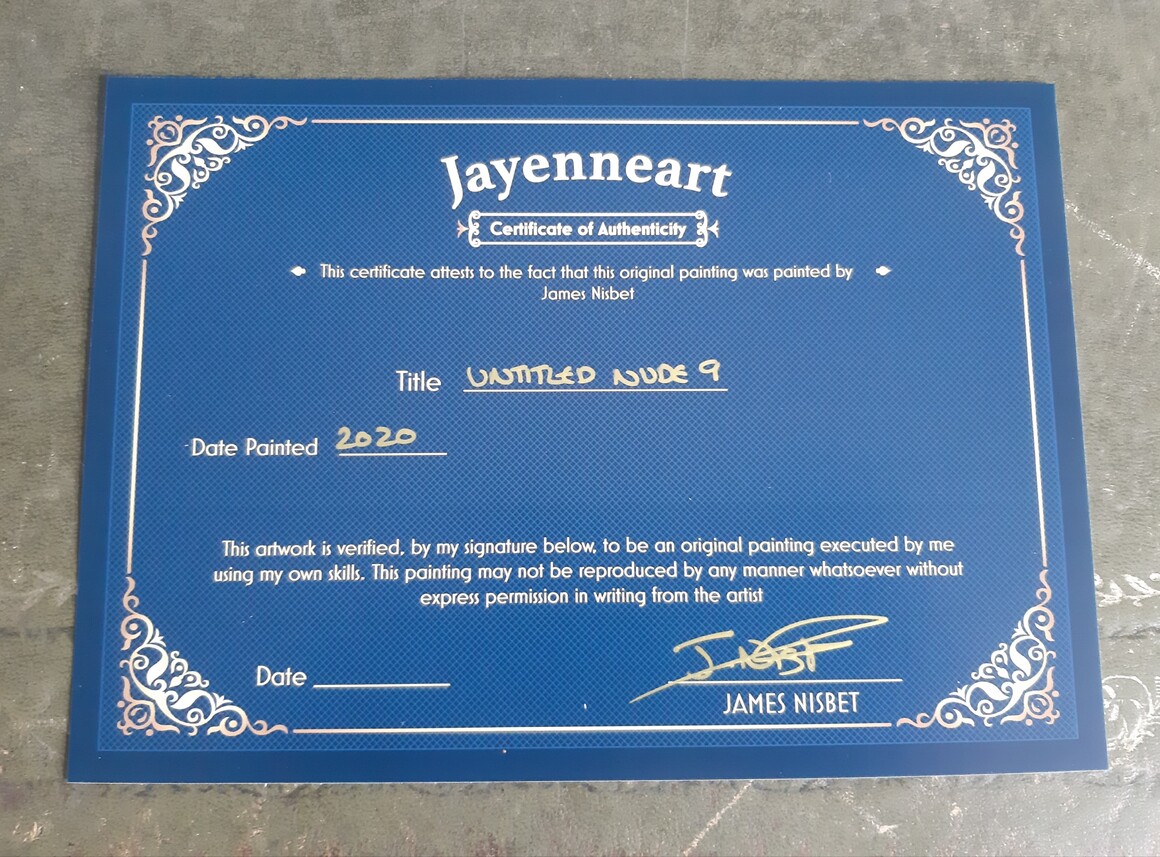 Jayenneart
Certificate of Authenticity
This certificate attests to the fact that this original painting was painted by
James Nisbet
Title UNTITLED NUDE 9
Date Painted 2020
This artwork is verified, by my signature below, to be an original painting executed by me
using my own skills. This painting may not be reproduced by any manner whatsoever without
express permission in writing from the artist
Date
JAMES NISBET